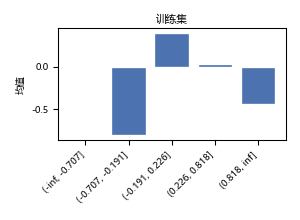 训练集
均值
0.0
-0.5
(-inf, -0.707]
(-0.707, -0.191]
(-0.191, 0.226]
(0.226, 0.818]
(0.818, inf]